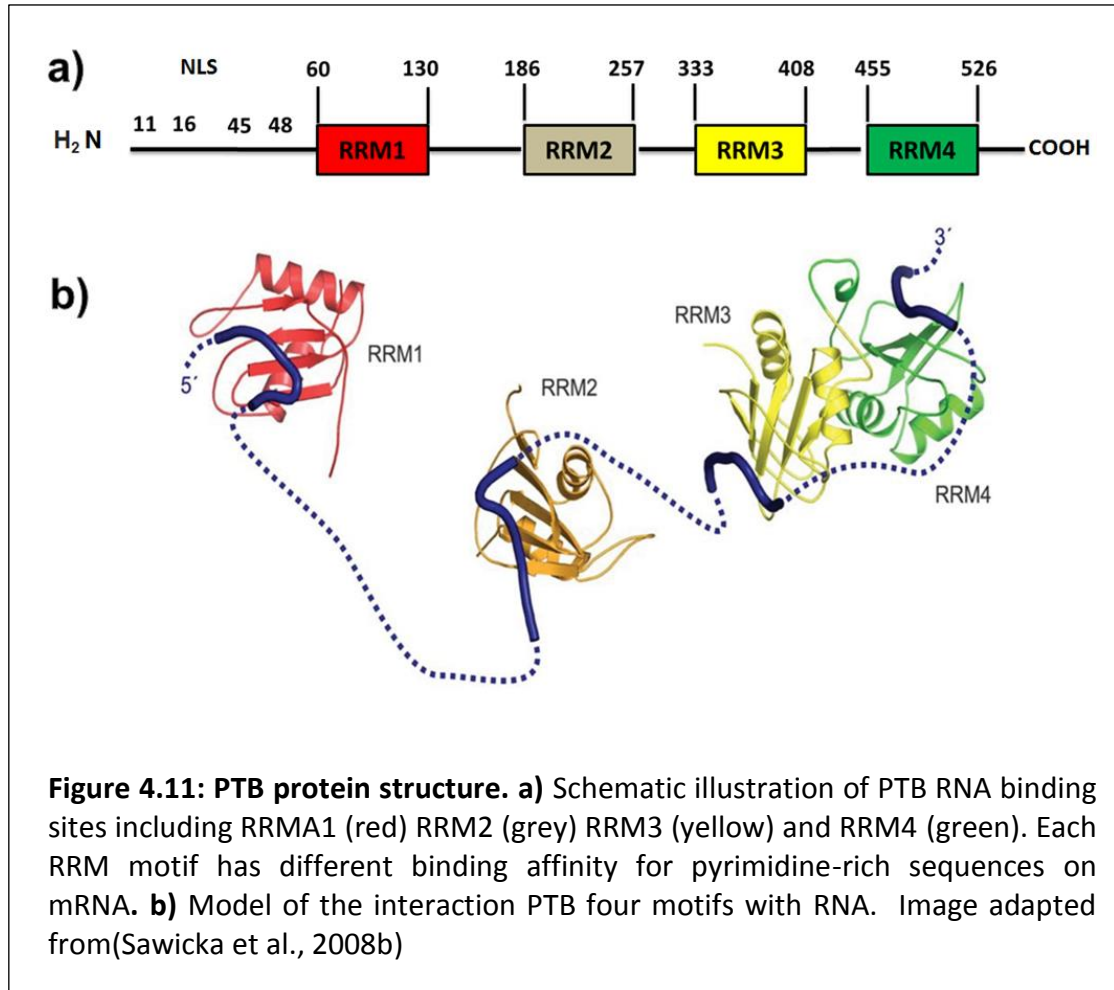 a)
NLS
60 130 186 257 333 408 455 526
11 16 45 48
H₂ N RRM1 RRM2 RRM3 RRM4 COOH
b)
3´
RRM3
RRM1
5´
RRM2
RRM4
Figure 4.11: PTB protein structure. a) Schematic illustration of PTB RNA binding
sites including RRMA1 (red) RRM2 (grey) RRM3 (yellow) and RRM4 (green). Each
RRM motif has different binding affinity for pyrimidine-rich sequences on
mRNA. b) Model of the interaction PTB four motifs with RNA. Image adapted
from(Sawicka et al., 2008b)